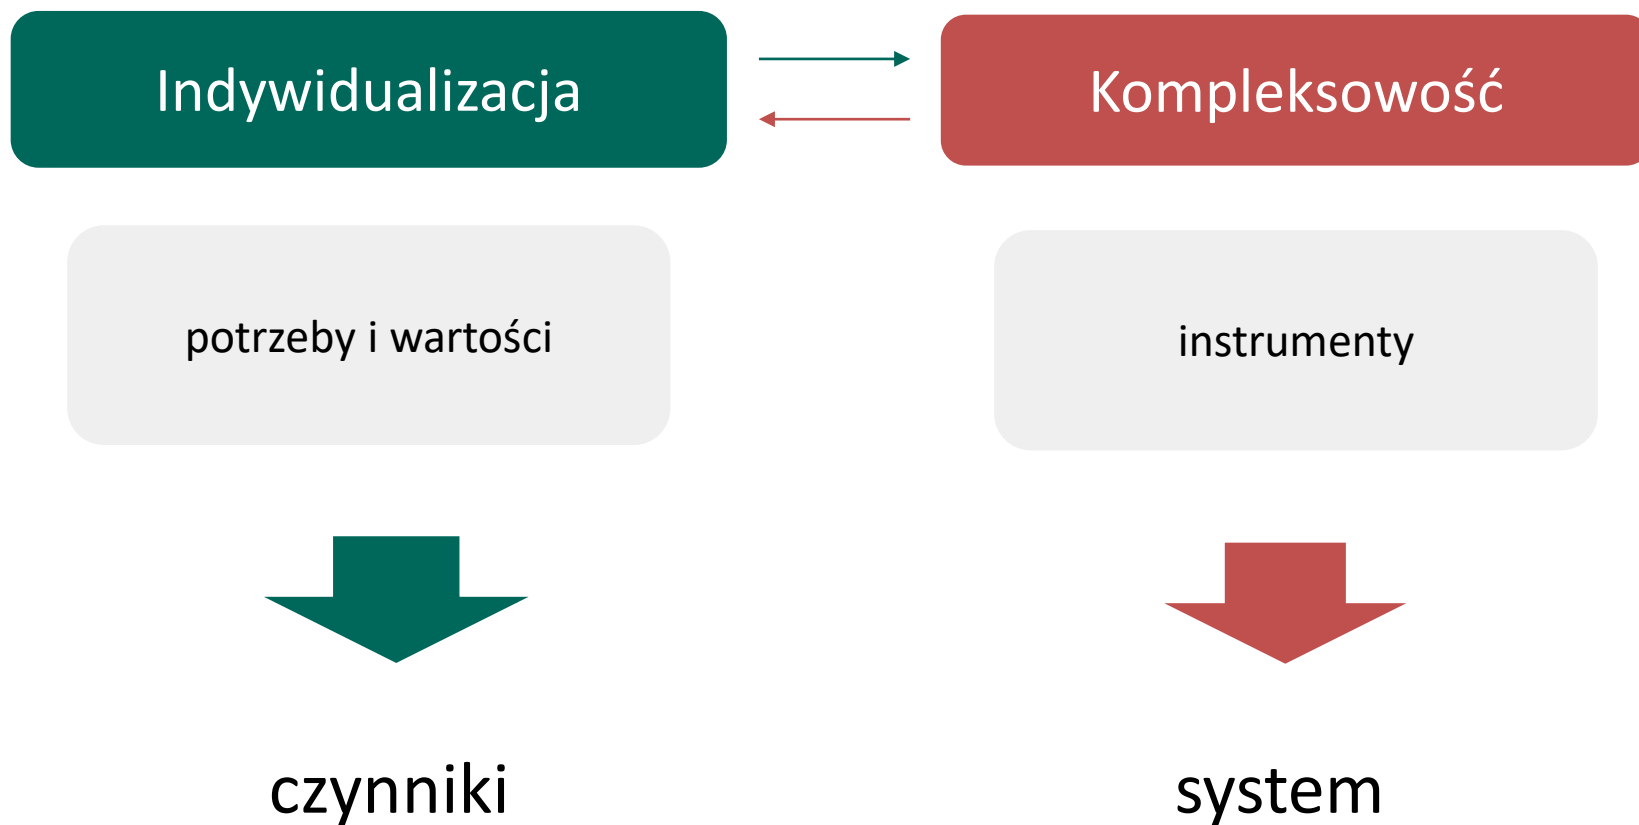 Indywidualizacja
Kompleksowość
potrzeby i wartości
instrumenty
czynniki
system